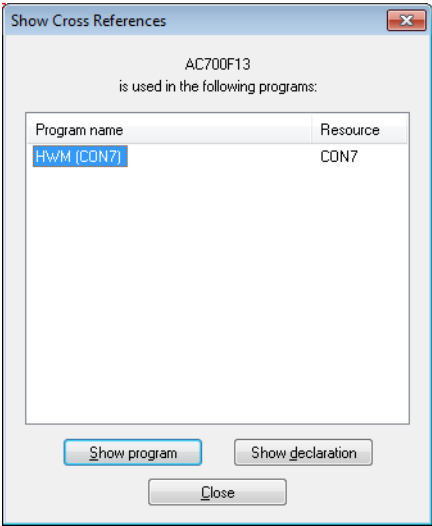 Show Cross References
AC700F13
is used in the following programs:
Program name Resource
HWM (CON7) CON7
Show program Show declaration
Close